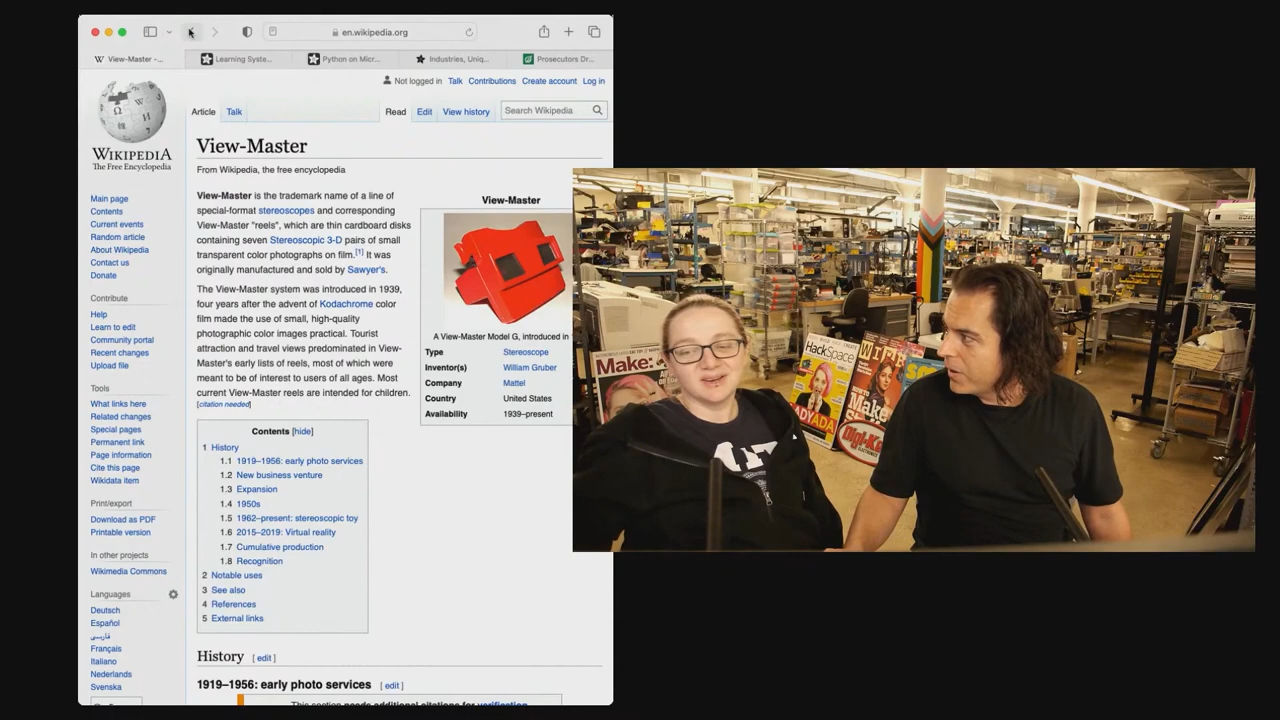 en.wikipedia.org
View-Master -...
Learning Syste...
Python on Micr...
Industries, Uniq...
Prosecutors Dr...
Not logged in Talk Contributions Create account Log in
Article Talk Read Edit View history Search Wikipedia
WIKIPEDIA
The Free Encyclopedia
Main page
Contents
Current events
Random article
About Wikipedia
Contact us
Donate
Contribute
Help
Learn to edit
Community portal
Recent changes
Upload file
Tools
What links here
Related changes
Special pages
Permanent link
Page information
Cite this page
Wikidata item
Print/export
Download as PDF
Printable version
In other projects
Wikimedia Commons
Languages
Deutsch
Español
فارسی
Français
Italiano
Nederlands
Svenska
View-Master
From Wikipedia, the free encyclopedia
View-Master is the trademark name of a line of
special-format stereoscopes and corresponding
View-Master "reels", which are thin cardboard disks
containing seven Stereoscopic 3-D pairs of small
transparent color photographs on film.[1] It was
originally manufactured and sold by Sawyer's.
The View-Master system was introduced in 1939,
four years after the advent of Kodachrome color
film made the use of small, high-quality
photographic color images practical. Tourist
attraction and travel views predominated in View-
Master's early lists of reels, most of which were
meant to be of interest to users of all ages. Most
current View-Master reels are intended for children.
[citation needed]
View-Master
A View-Master Model G, introduced in
Type Stereoscope
Inventor(s) William Gruber
Company Mattel
Country United States
Availability 1939–present
Contents [hide]
1 History
1.1 1919–1956: early photo services
1.2 New business venture
1.3 Expansion
1.4 1950s
1.5 1962–present: stereoscopic toy
1.6 2015–2019: Virtual reality
1.7 Cumulative production
1.8 Recognition
2 Notable uses
3 See also
4 References
5 External links
History [ edit ]
1919–1956: early photo services [ edit ]
This section needs additional citations for verification.
Make:
HackSpace
WIRED
LADYADA
Digi-Key
ELECTRONICS